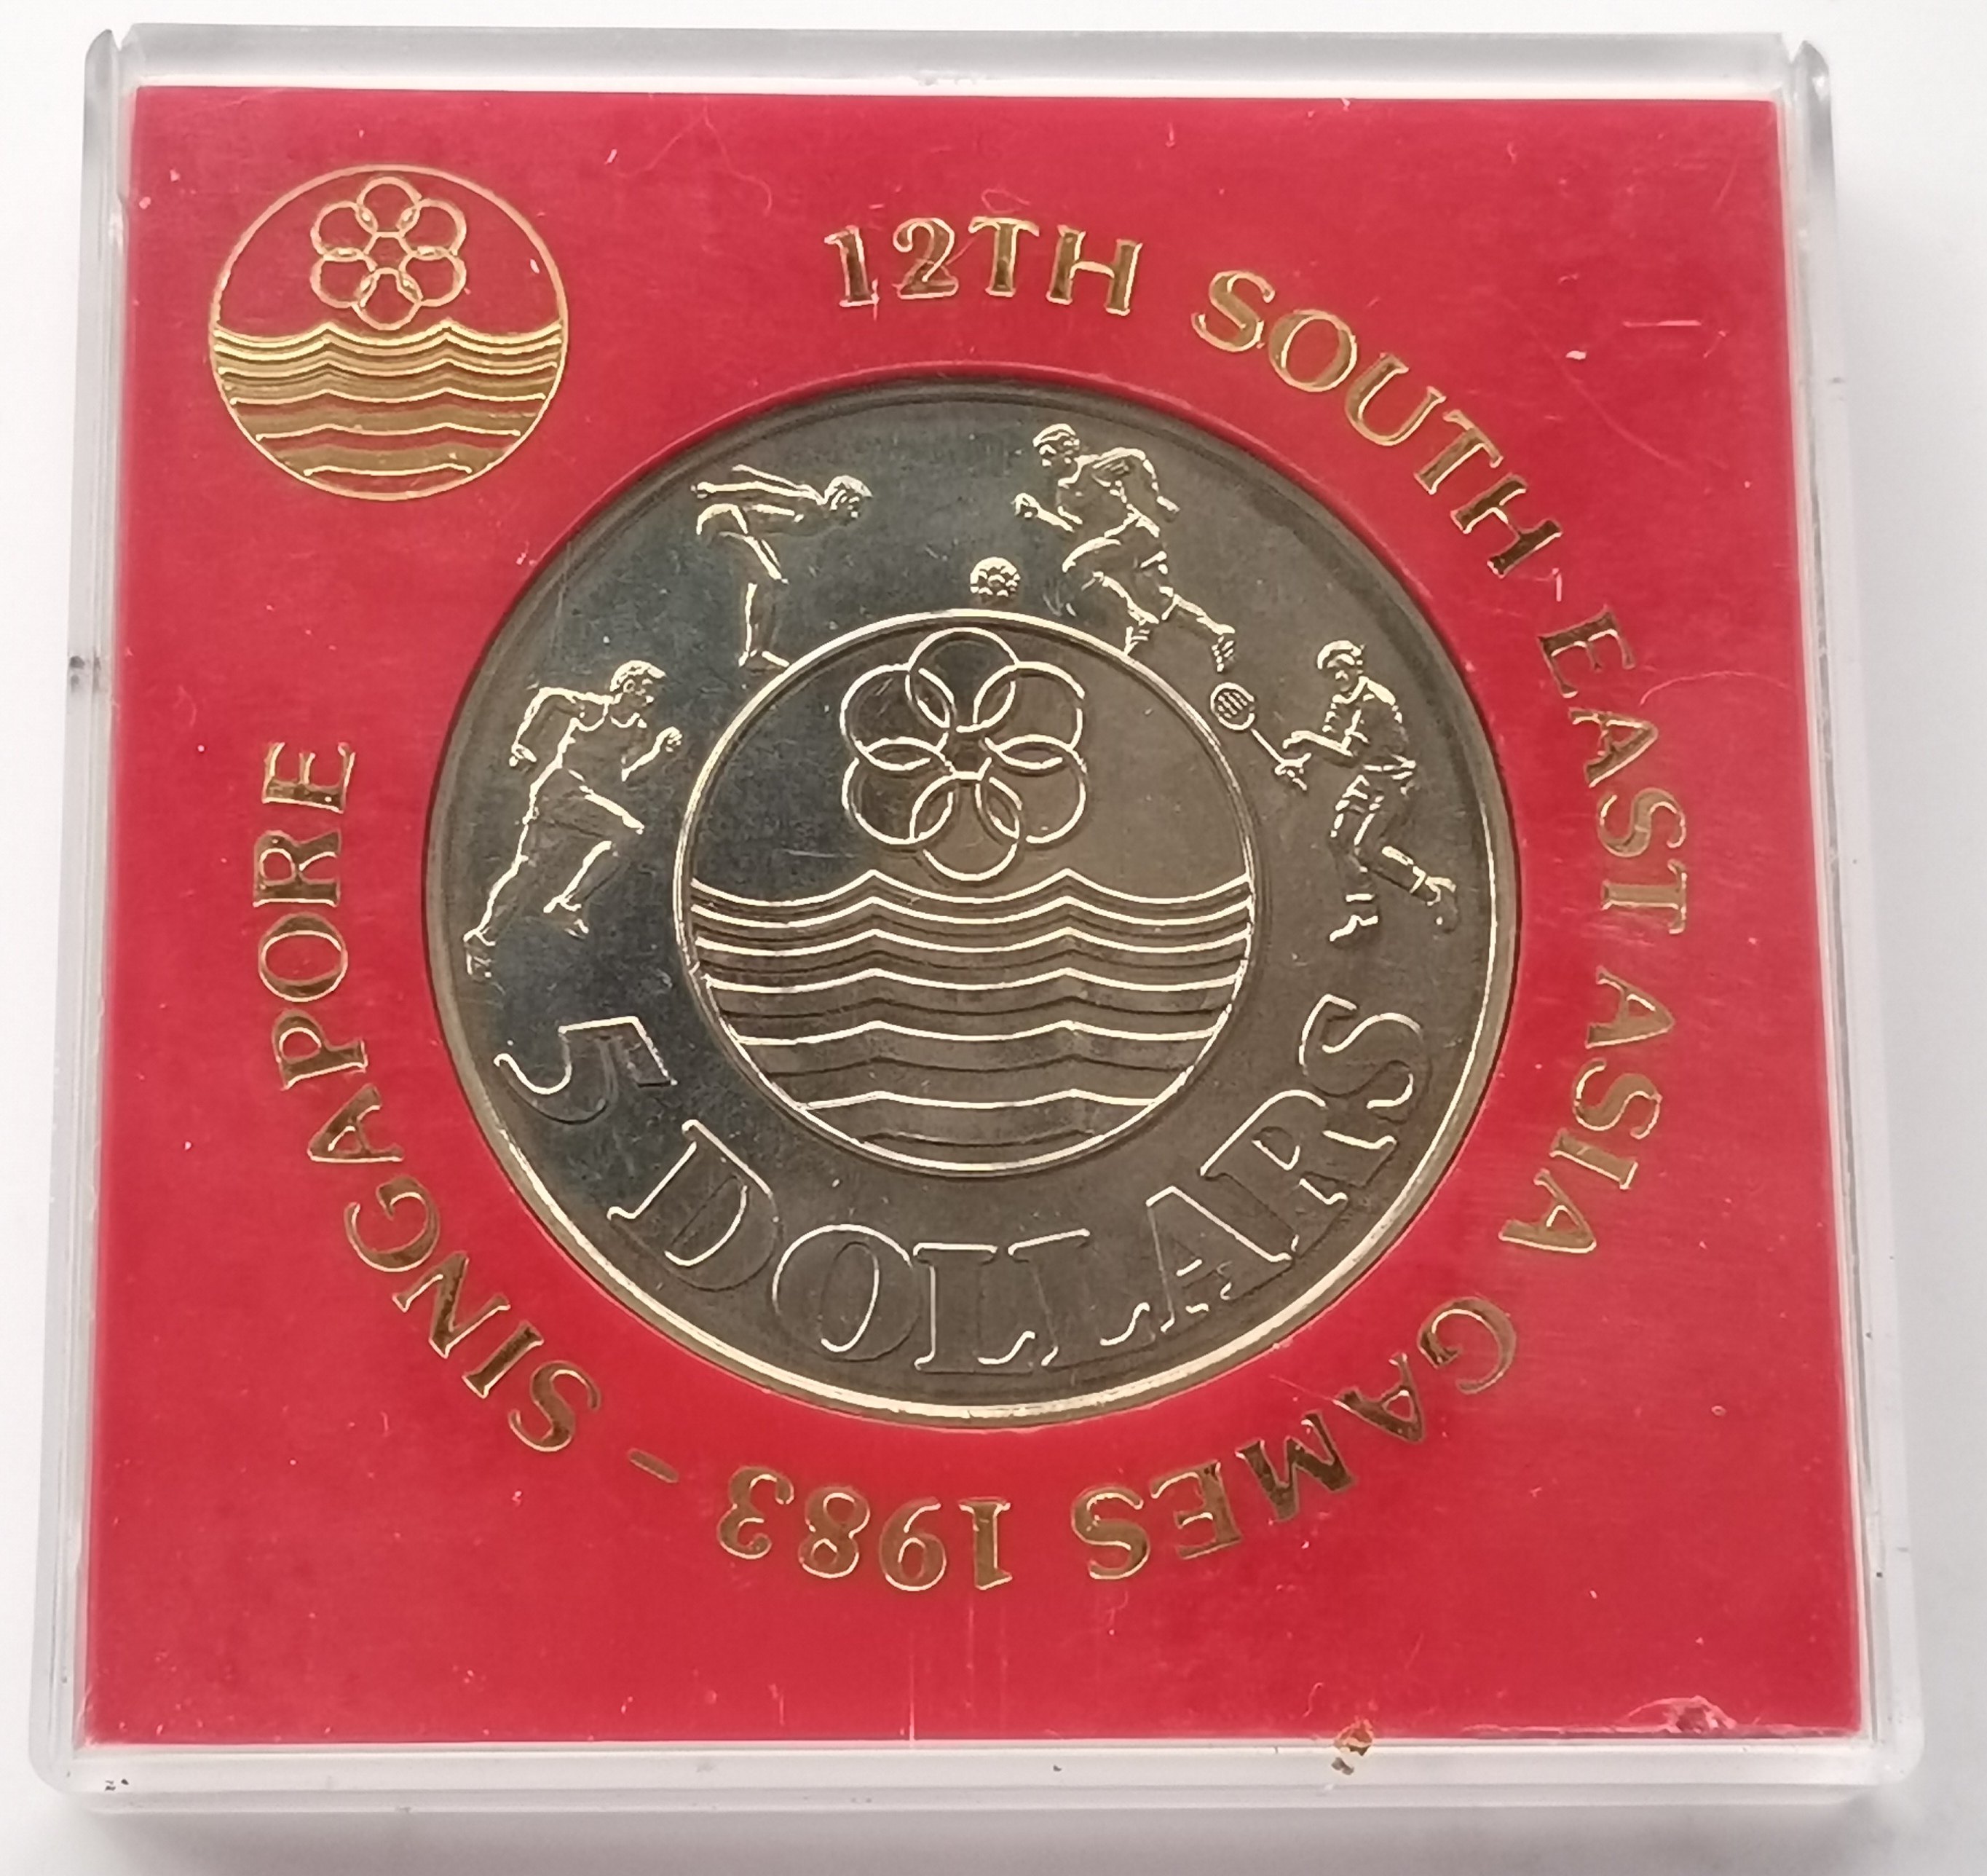 12TH SOUTH-EAST ASIA GAMES 1983 - SINGAPORE
5 DOLLARS